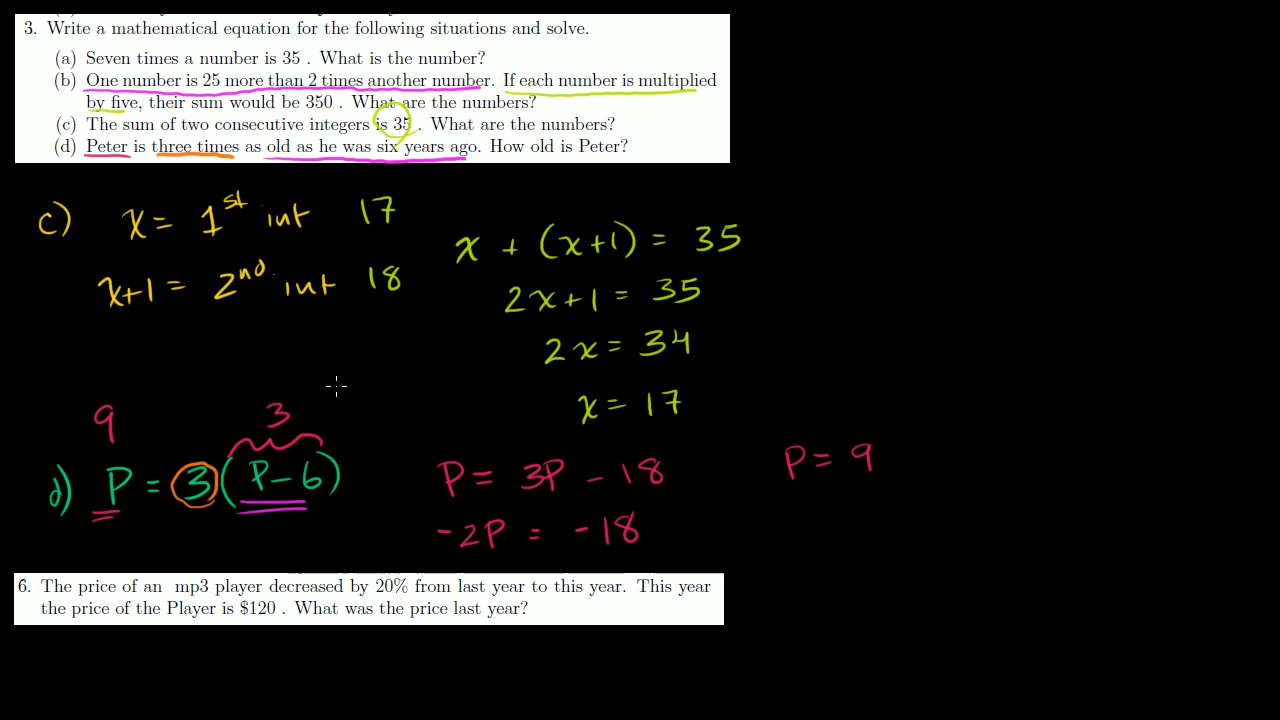 3. Write a mathematical equation for the following situations and solve.
(a) Seven times a number is 35 . What is the number?
(b) One number is 25 more than 2 times another number. If each number is multiplied
by five, their sum would be 350 . What are the numbers?
(c) The sum of two consecutive integers is 35 . What are the numbers?
(d) Peter is three times as old as he was six years ago. How old is Peter?
c) x = 1st int 17
x+1 = 2nd int 18
x + (x+1) = 35
2x+1 = 35
2x = 34
x = 17
9 3
d) P = 3(P-6)
P = 3P - 18
-2P = -18
P = 9
6. The price of an mp3 player decreased by 20% from last year to this year. This year
the price of the Player is $120 . What was the price last year?